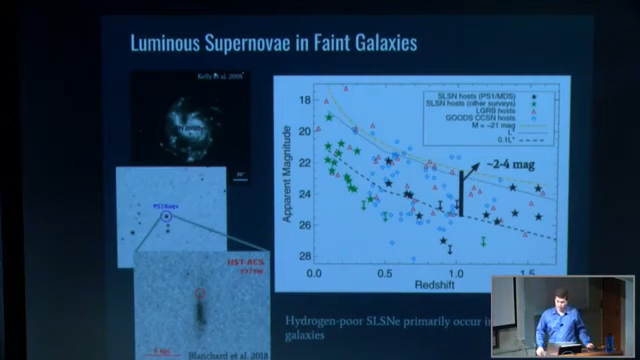 Luminous Supernovae in Faint Galaxies
Kelly et al. 2008
PS18aqv
HST ACS
5 kpc
Blanchard et al. 2018
SLSN hosts (PS1/MDS)
SLSN hosts (other surveys)
LGRB hosts
GOODS CCSN hosts
M = -21 mag
L*
0.1L*
~2-4 mag
Apparent Magnitude
18
20
22
24
26
28
0.0
0.5
1.0
1.5
Redshift
Hydrogen-poor SLSNe primarily occur in
galaxies